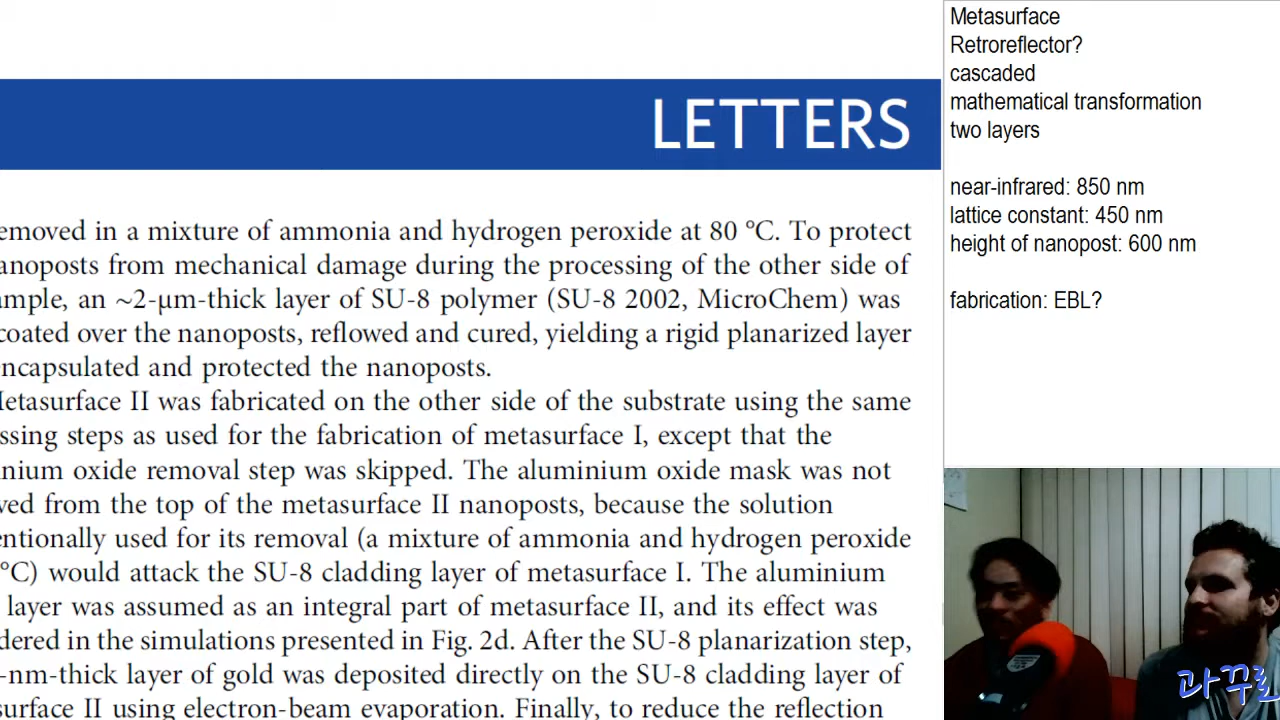 LETTERS
emoved in a mixture of ammonia and hydrogen peroxide at 80 °C. To protect
anoposts from mechanical damage during the processing of the other side of
ample, an ~2-μm-thick layer of SU-8 polymer (SU-8 2002, MicroChem) was
coated over the nanoposts, reflowed and cured, yielding a rigid planarized layer
ncapsulated and protected the nanoposts.
etasurface II was fabricated on the other side of the substrate using the same
ssing steps as used for the fabrication of metasurface I, except that the
nium oxide removal step was skipped. The aluminium oxide mask was not
ved from the top of the metasurface II nanoposts, because the solution
entionally used for its removal (a mixture of ammonia and hydrogen peroxide
°C) would attack the SU-8 cladding layer of metasurface I. The aluminium
layer was assumed as an integral part of metasurface II, and its effect was
dered in the simulations presented in Fig. 2d. After the SU-8 planarization step,
-nm-thick layer of gold was deposited directly on the SU-8 cladding layer of
surface II using electron-beam evaporation. Finally, to reduce the reflection
Metasurface
Retroreflector?
cascaded
mathematical transformation
two layers
near-infrared: 850 nm
lattice constant: 450 nm
height of nanopost: 600 nm
fabrication: EBL?
과꾸로